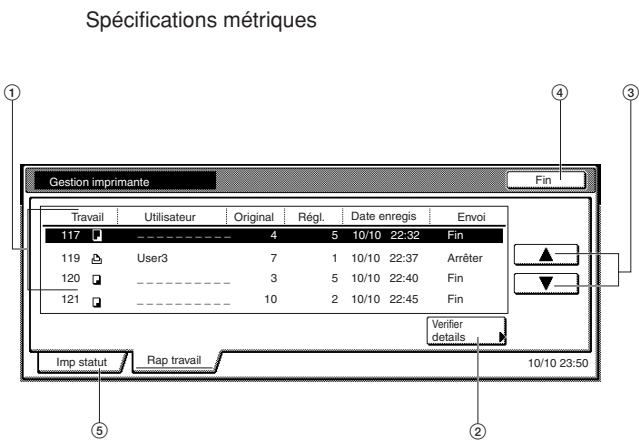 Spécifications métriques
① ④ ③
Gestion imprimante Fin
Travail Utilisateur Original Régl. Date enregis Envoi
117 _ _ _ _ _ _ _ _ _ _ 4 5 10/10 22:32 Fin
119 User3 7 1 10/10 22:37 Arrêter
120 _ _ _ _ _ _ _ _ _ _ 3 5 10/10 22:40 Fin
121 _ _ _ _ _ _ _ _ _ _ 10 2 10/10 22:45 Fin
▲
▼
Verifier
details
Imp statut Rap travail 10/10 23:50
⑤ ②